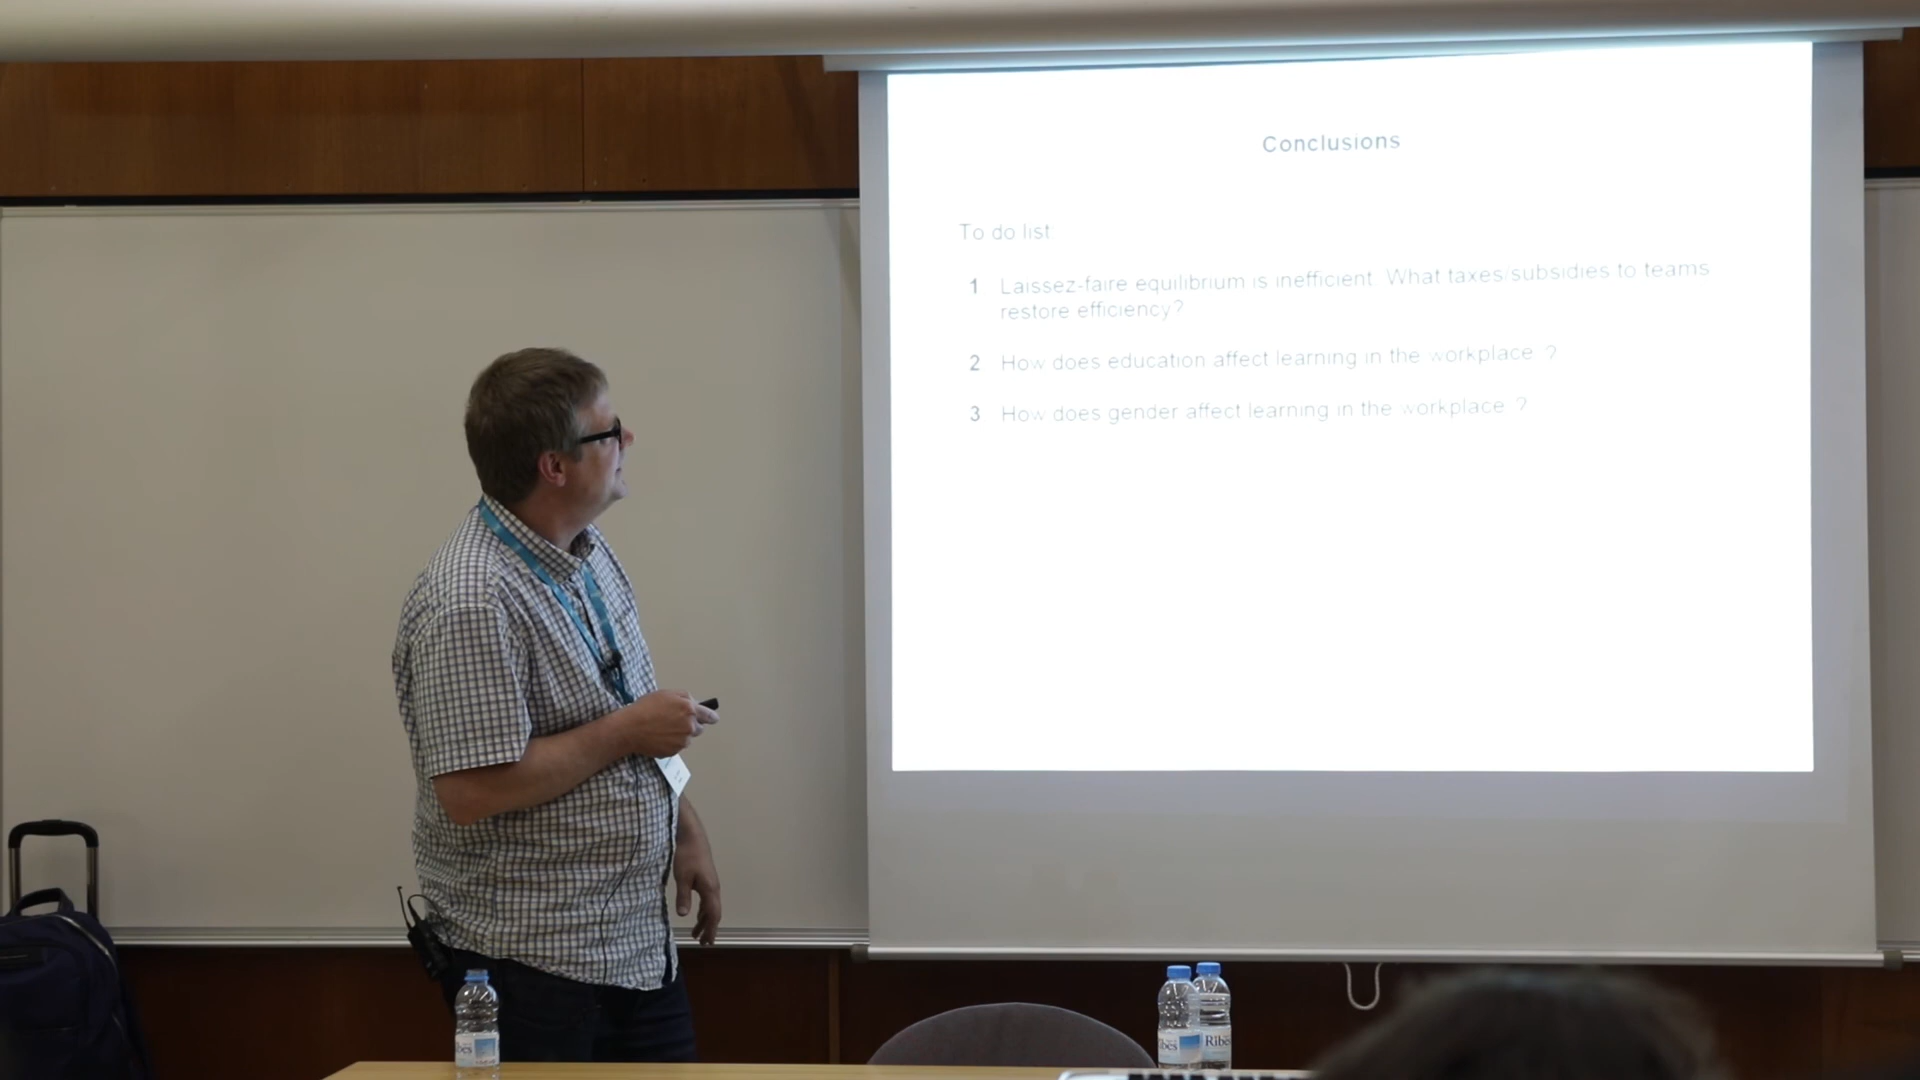 Conclusions
To do list:
1 Laissez-faire equilibrium is inefficient. What taxes/subsidies to teams
restore efficiency?
2 How does education affect learning in the workplace ?
3 How does gender affect learning in the workplace ?
Ribes